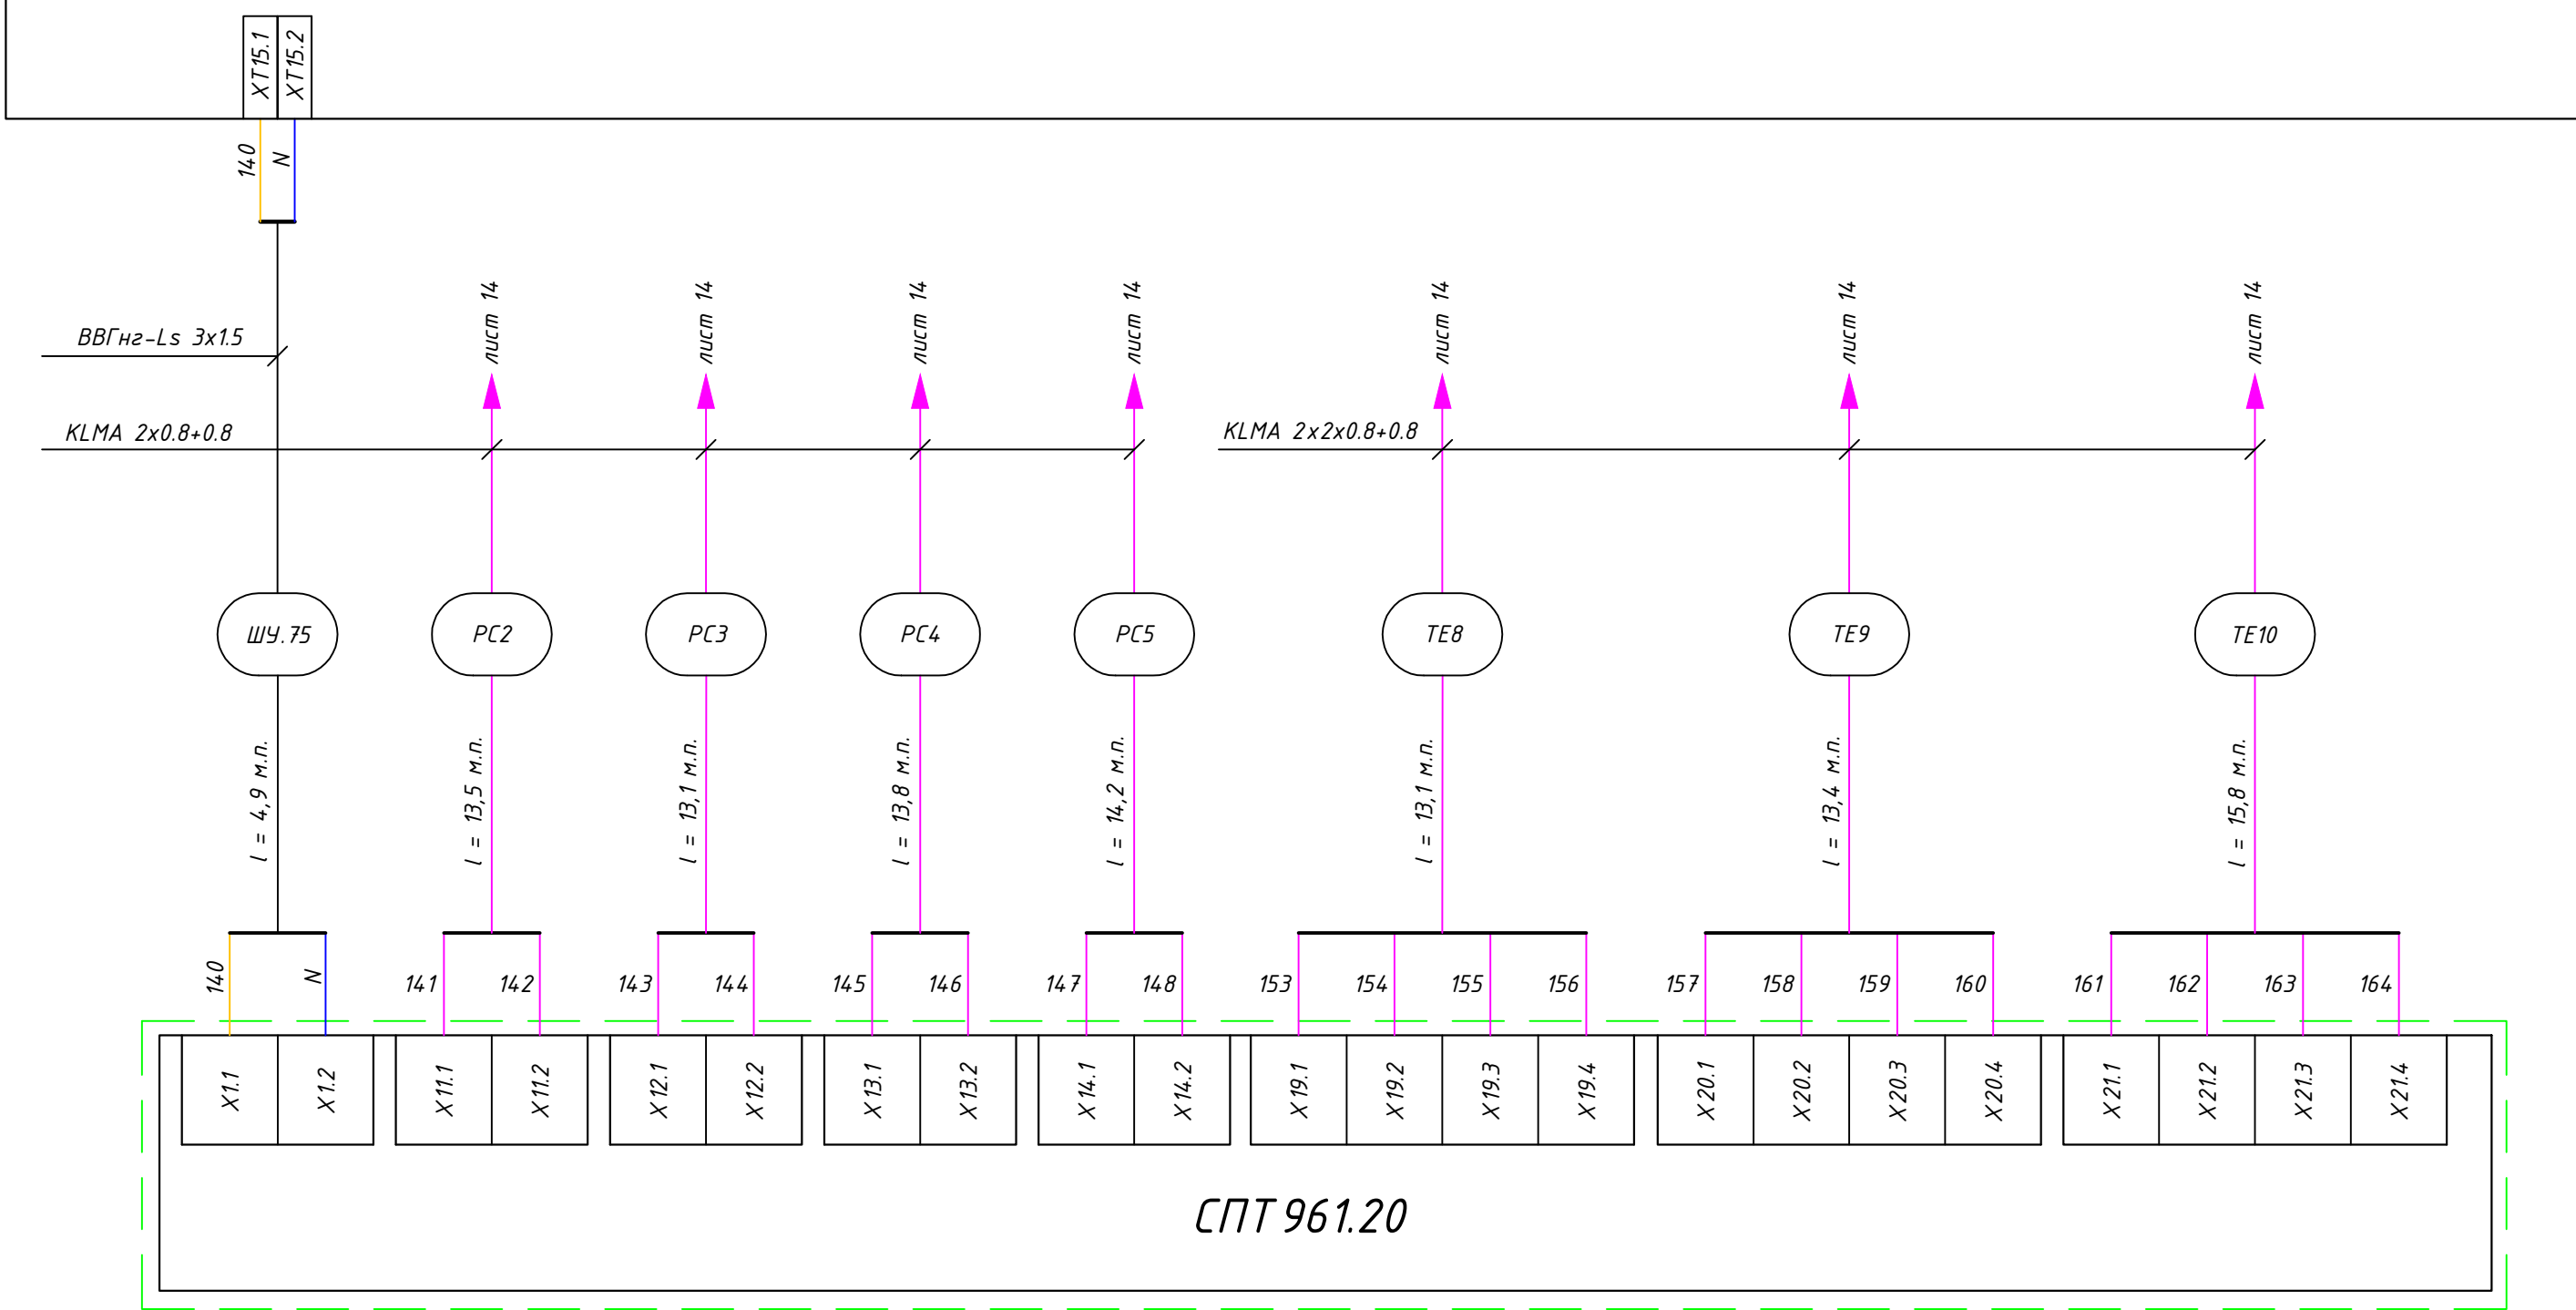 XT15.1
XT15.2
140
N
лист 14
лист 14
лист 14
лист 14
лист 14
лист 14
лист 14
ВВГнг-Ls 3x1.5
KLMA 2x0.8+0.8
KLMA 2x2x0.8+0.8
ШУ.75
PC2
PC3
PC4
PC5
TE8
TE9
TE10
l = 4,9 м.п.
l = 13,5 м.п.
l = 13,1 м.п.
l = 13,8 м.п.
l = 14,2 м.п.
l = 13,1 м.п.
l = 13,4 м.п.
l = 15,8 м.п.
140
N
141
142
143
144
145
146
147
148
153
154
155
156
157
158
159
160
161
162
163
164
X1.1
X1.2
X11.1
X11.2
X12.1
X12.2
X13.1
X13.2
X14.1
X14.2
X19.1
X19.2
X19.3
X19.4
X20.1
X20.2
X20.3
X20.4
X21.1
X21.2
X21.3
X21.4
СПТ 961.20